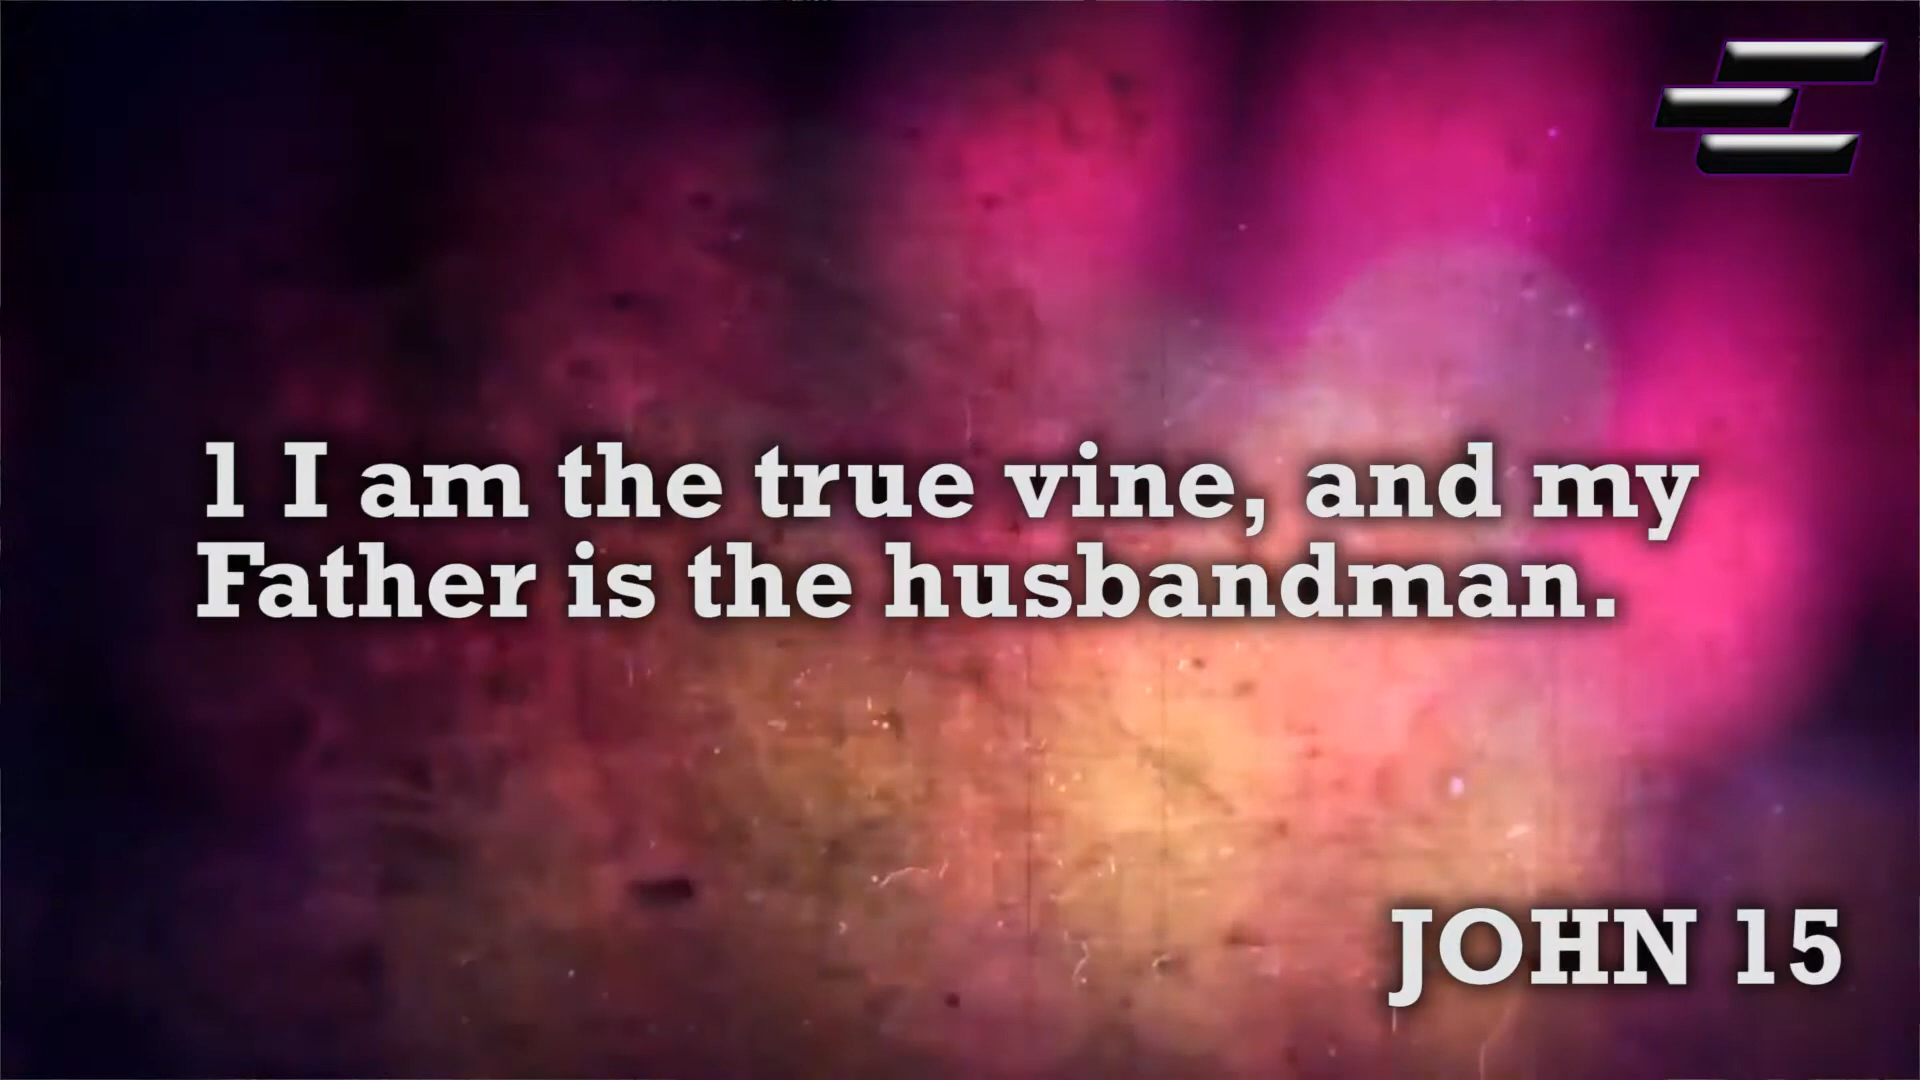 1 I am the true vine, and my
Father is the husbandman.
JOHN 15